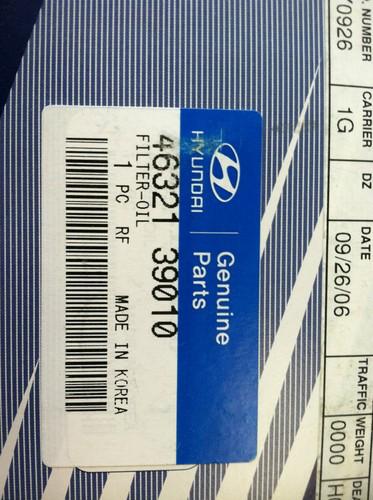 HYUNDAI
Genuine
Parts
46321 39010
FILTER-OIL
1 PC RF MADE IN KOREA
NUMBER CARRIER DZ DATE TRAFFIC WEIGHT
0926 1G 09/26/06 0000